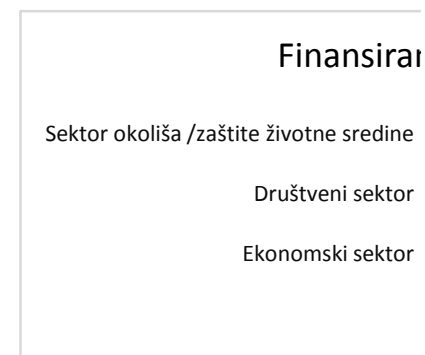 Finansiran
Sektor okoliša /zaštite životne sredine
Društveni sektor
Ekonomski sektor